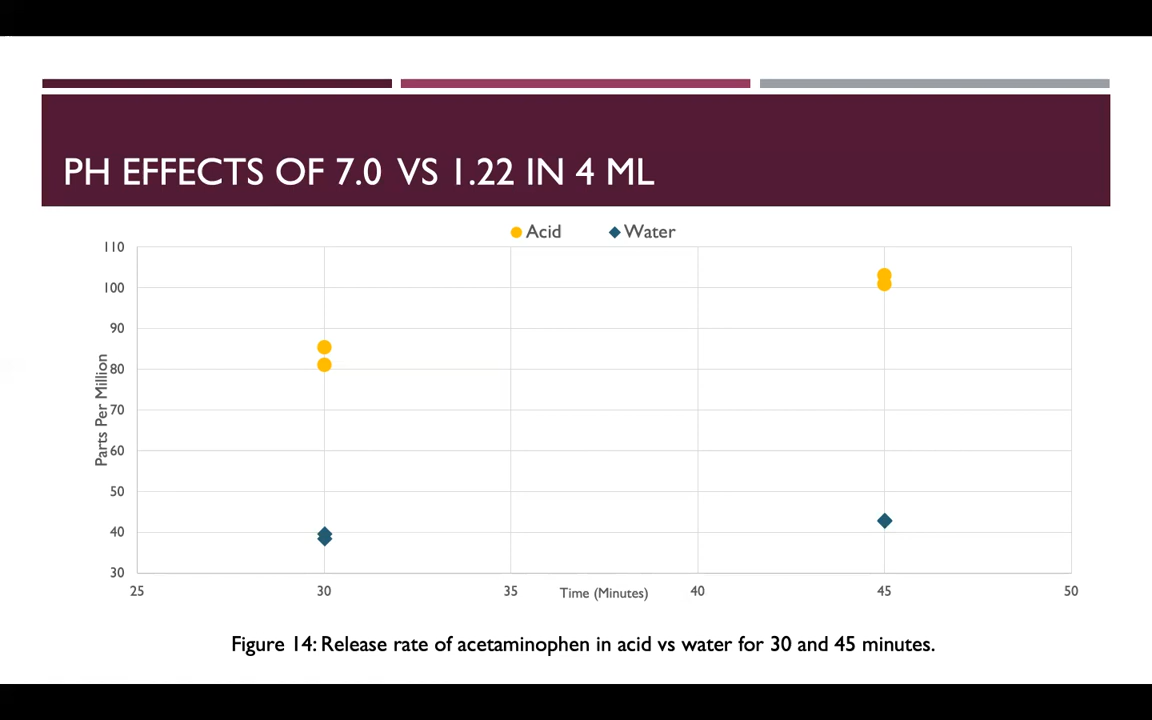 PH EFFECTS OF 7.0 VS 1.22 IN 4 ML
Acid Water
110
100
90
80
70
60
50
40
30
Parts Per Million
25 30 35 40 45 50
Time (Minutes)
Figure 14: Release rate of acetaminophen in acid vs water for 30 and 45 minutes.